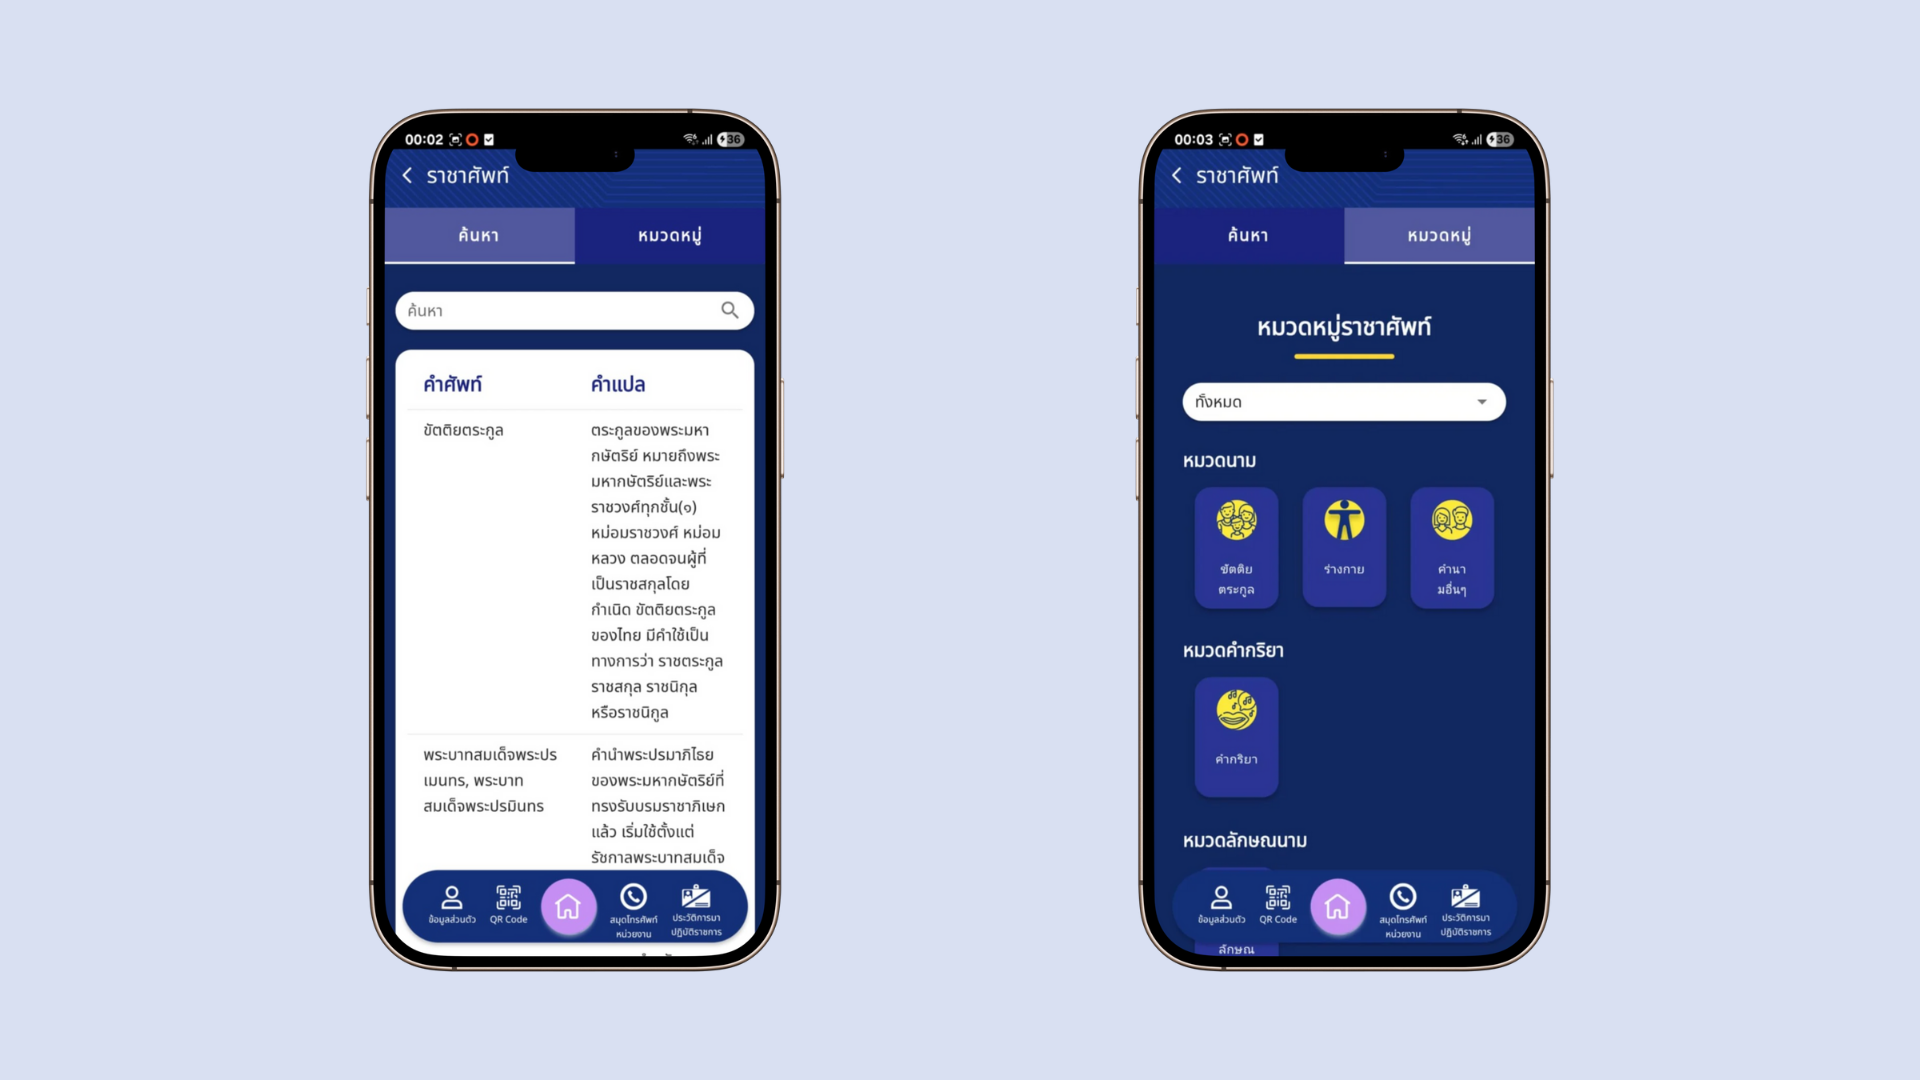 00:02
36
ราชาศัพท์
ค้นหา
หมวดหมู่
ค้นหา
คำศัพท์
คำแปล
ขัตติยตระกูล
ตระกูลของพระมหา
กษัตริย์ หมายถึงพระ
มหากษัตริย์และพระ
ราชวงศ์ทุกชั้น(๑)
หม่อมราชวงศ์ หม่อม
หลวง ตลอดจนผู้ที่
เป็นราชสกุลโดย
กำเนิด ขัตติยตระกูล
ของไทย มีคำใช้เป็น
ทางการว่า ราชตระกูล
ราชสกุล ราชนิกุล
หรือราชนิกูล
พระบาทสมเด็จพระปร
เมนทร, พระบาท
สมเด็จพระปรมินทร
คำนำพระปรมาภิไธย
ของพระมหากษัตริย์ที่
ทรงรับบรมราชาภิเษก
แล้ว เริ่มใช้ตั้งแต่
รัชกาลพระบาทสมเด็จ
ข้อมูลส่วนตัว
QR Code
สมุดโทรศัพท์
หน่วยงาน
ประวัติการมา
ปฏิบัติราชการ
00:03
36
ราชาศัพท์
ค้นหา
หมวดหมู่
หมวดหมู่ราชาศัพท์
ทั้งหมด
หมวดนาม
ขัตติย
ตระกูล
ร่างกาย
คำนา
มอื่นๆ
หมวดคำกริยา
คำกริยา
หมวดลักษณนาม
ข้อมูลส่วนตัว
QR Code
สมุดโทรศัพท์
หน่วยงาน
ประวัติการมา
ปฏิบัติราชการ
ลักษณ